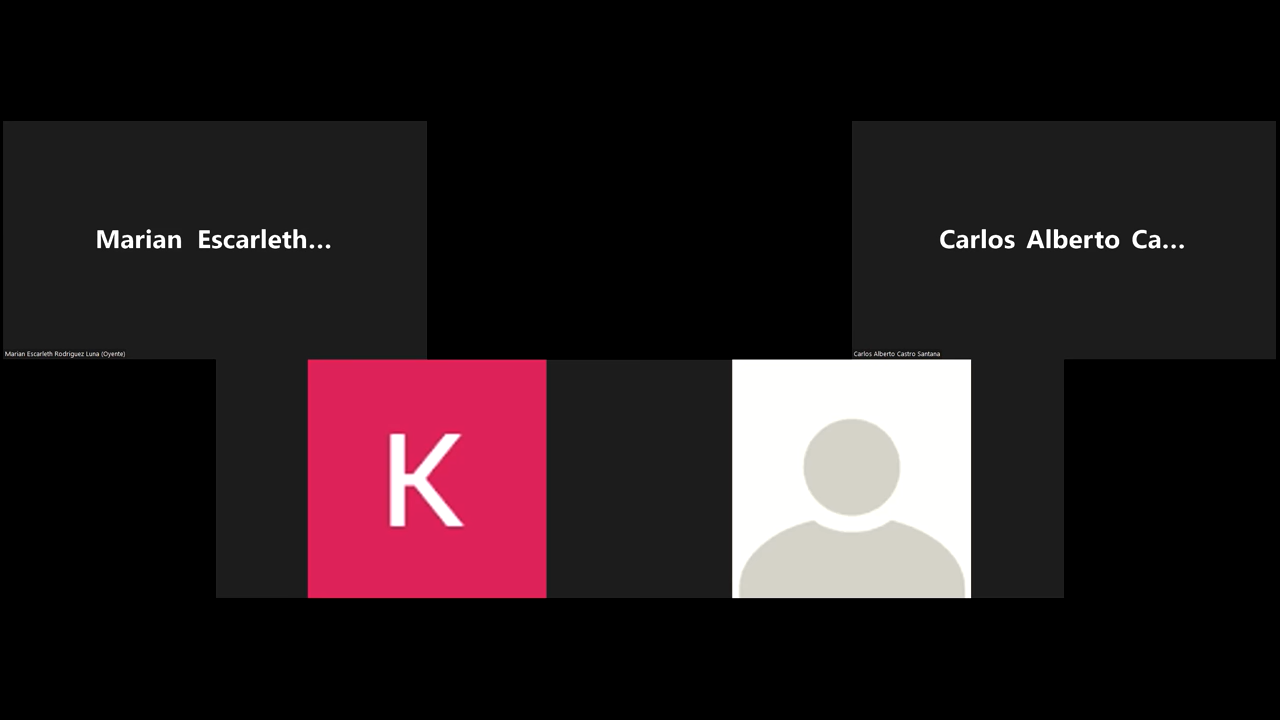 Marian Escarleth...
Carlos Alberto Ca...
Marian Escarleth Rodriguez Luna (Oyente)
Carlos Alberto Castro Santana
K